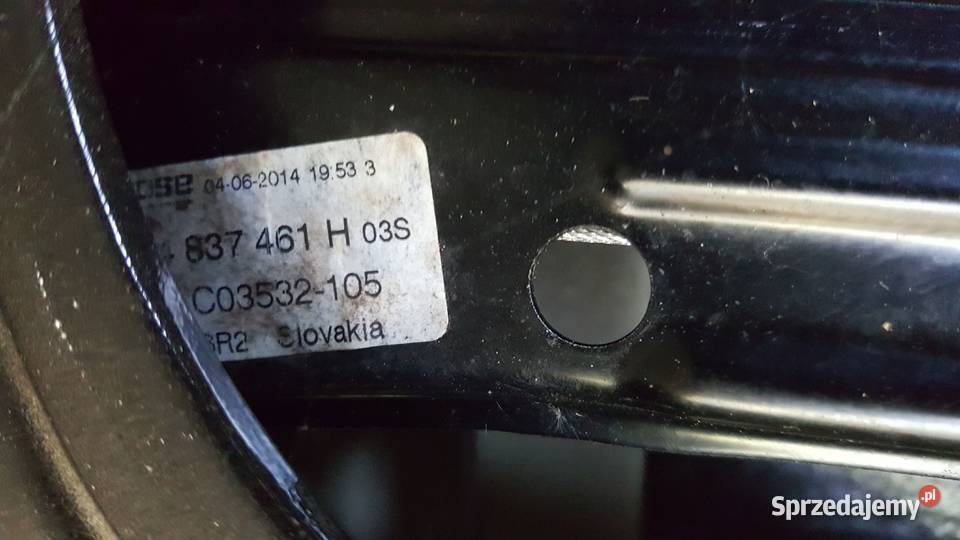 04-06-2014 19:53 3
837 461 H 03S
C03532-105
Slovakia
Sprzedajemy.pl